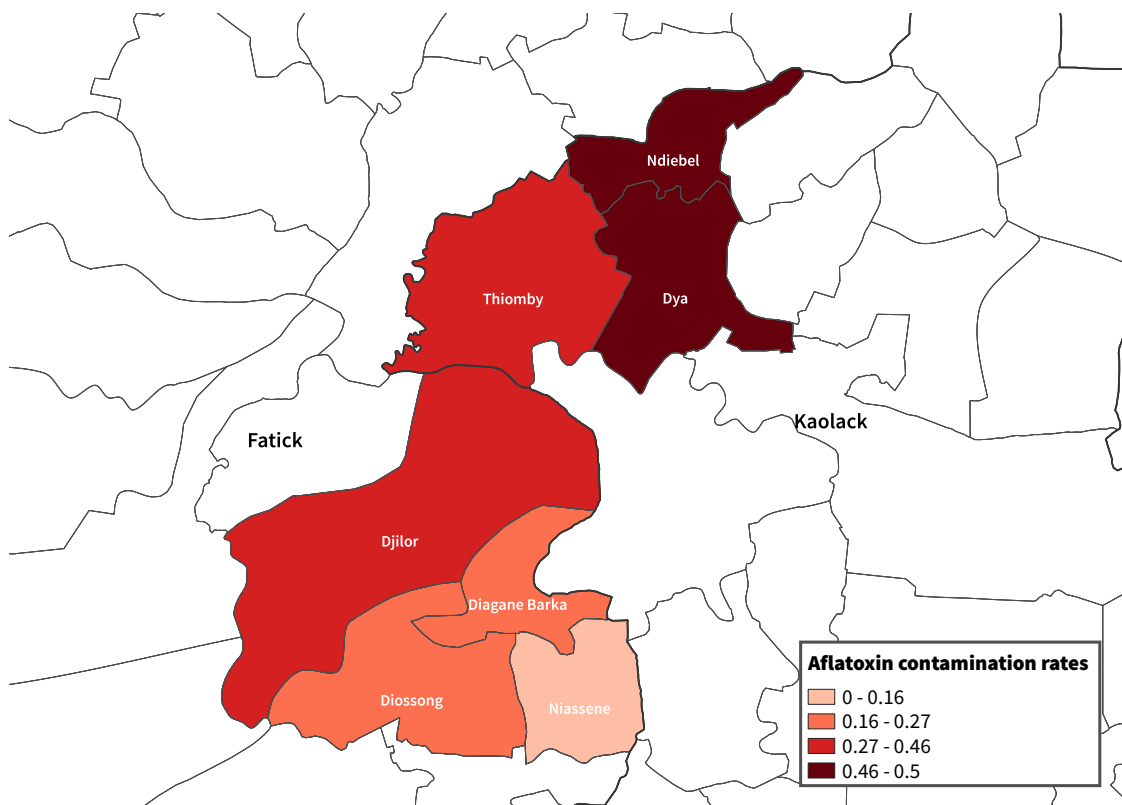 Ndiebel
Thiomby
Dya
Kaolack
Fatick
Djilor
Diagane Barka
Diossong
Niassene
Aflatoxin contamination rates
0 - 0.16
0.16 - 0.27
0.27 - 0.46
0.46 - 0.5